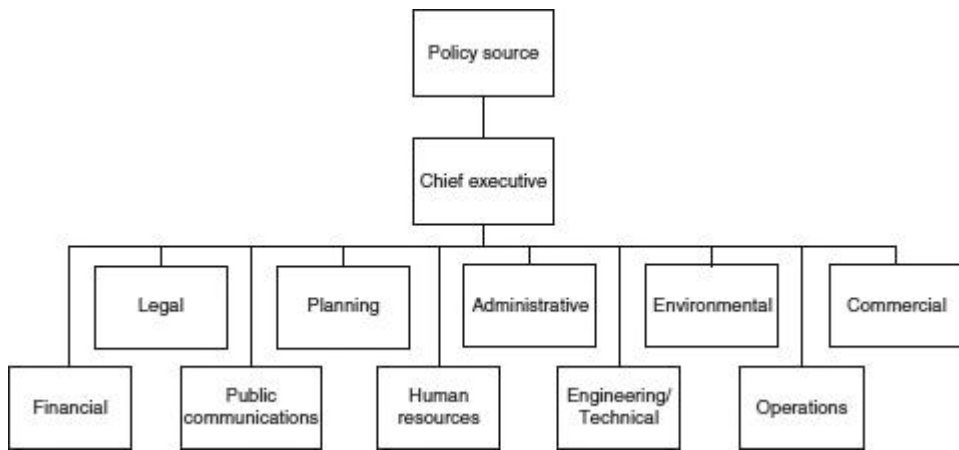 Policy source
Chief executive
Legal
Planning
Administrative
Environmental
Commercial
Financial
Public
communications
Human
resources
Engineering/
Technical
Operations